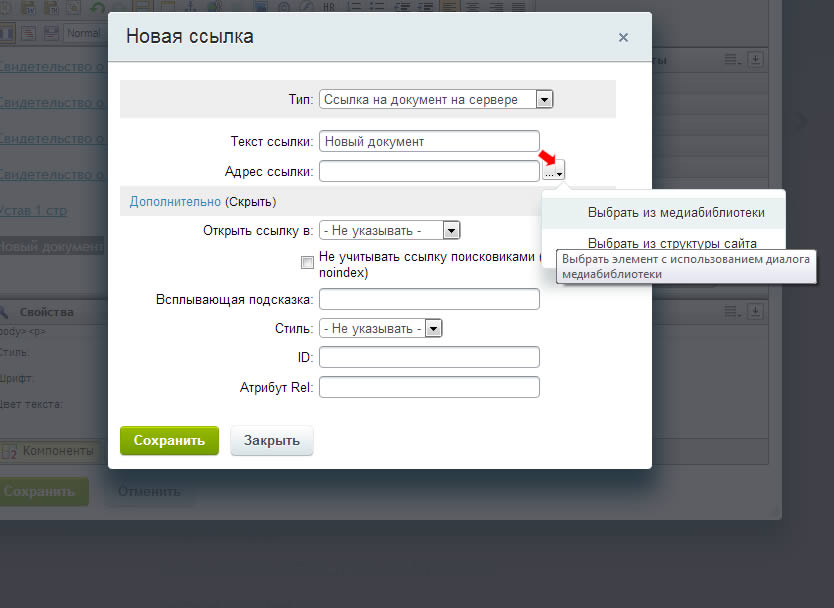 HR
Normal
Новая ссылка
Тип: Ссылка на документ на сервере
Свидетельство о
Свидетельство о
Свидетельство о
Свидетельство о
Устав 1 стр
Новый документ
Текст ссылки: Новый документ
Адрес ссылки: ...
Дополнительно (Скрыть)
Выбрать из медиабиблиотеки
Открыть ссылку в: - Не указывать -
Выбрать из структуры сайта
Не учитывать ссылку поисковиками (
noindex)
Выбрать элемент с использованием диалога
медиабиблиотеки
Всплывающая подсказка:
Стиль: - Не указывать -
ID:
Атрибут Rel:
Сохранить Закрыть
Свойства
body> <p>
Стиль:
Шрифт:
Цвет текста:
Компоненты
Сохранить Отменить